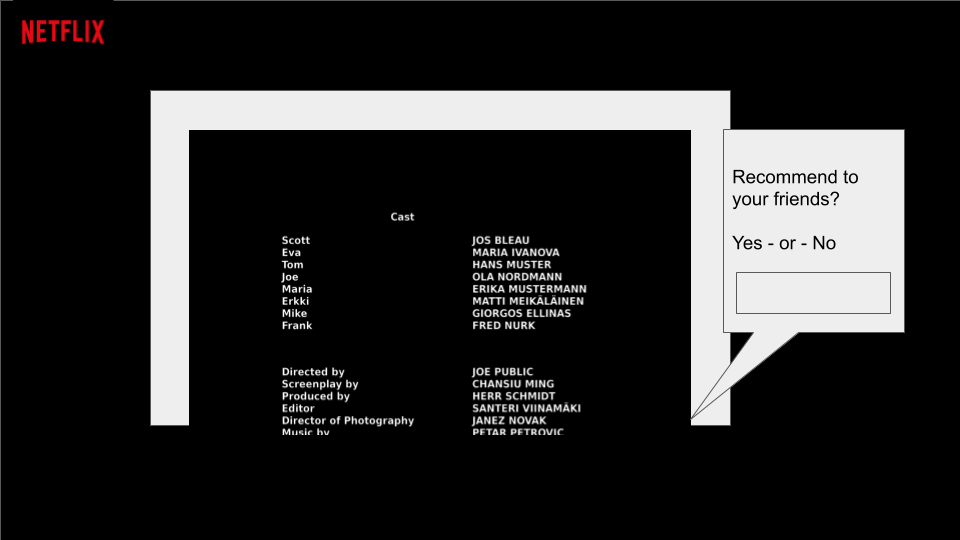 NETFLIX
Recommend to
your friends?
Yes - or - No
Cast
Scott JOS BLEAU
Eva MARIA IVANOVA
Tom HANS MUSTER
Joe OLA NORDMANN
Maria ERIKA MUSTERMANN
Erkki MATTI MEIKÄLÄINEN
Mike GIORGOS ELLINAS
Frank FRED NURK
Directed by JOE PUBLIC
Screenplay by CHANSIU MING
Produced by HERR SCHMIDT
Editor SANTERI VIINAMÄKI
Director of Photography JANEZ NOVAK
Music by PETAR PETROVIC